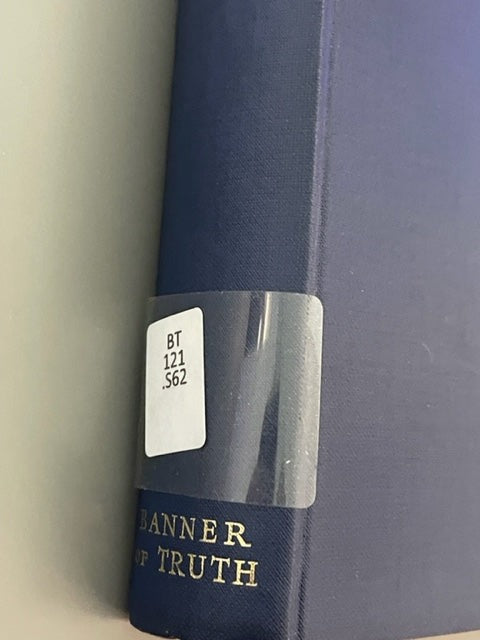 BT
121
.S62
BANNER
OF TRUTH